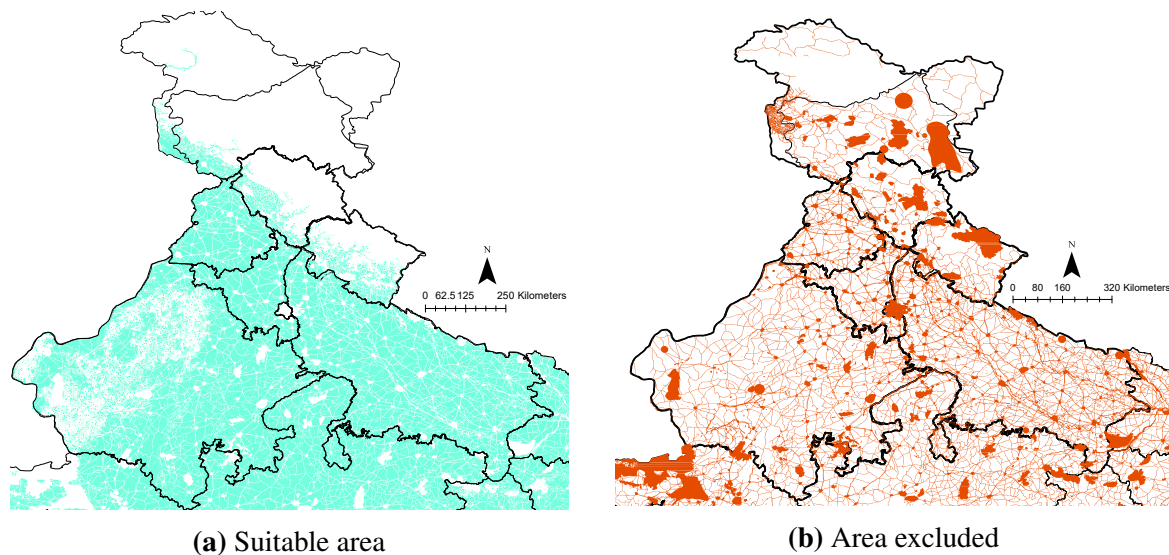 N
0 62.5 125 250 Kilometers
(a) Suitable area
N
0 80 160 320 Kilometers
(b) Area excluded